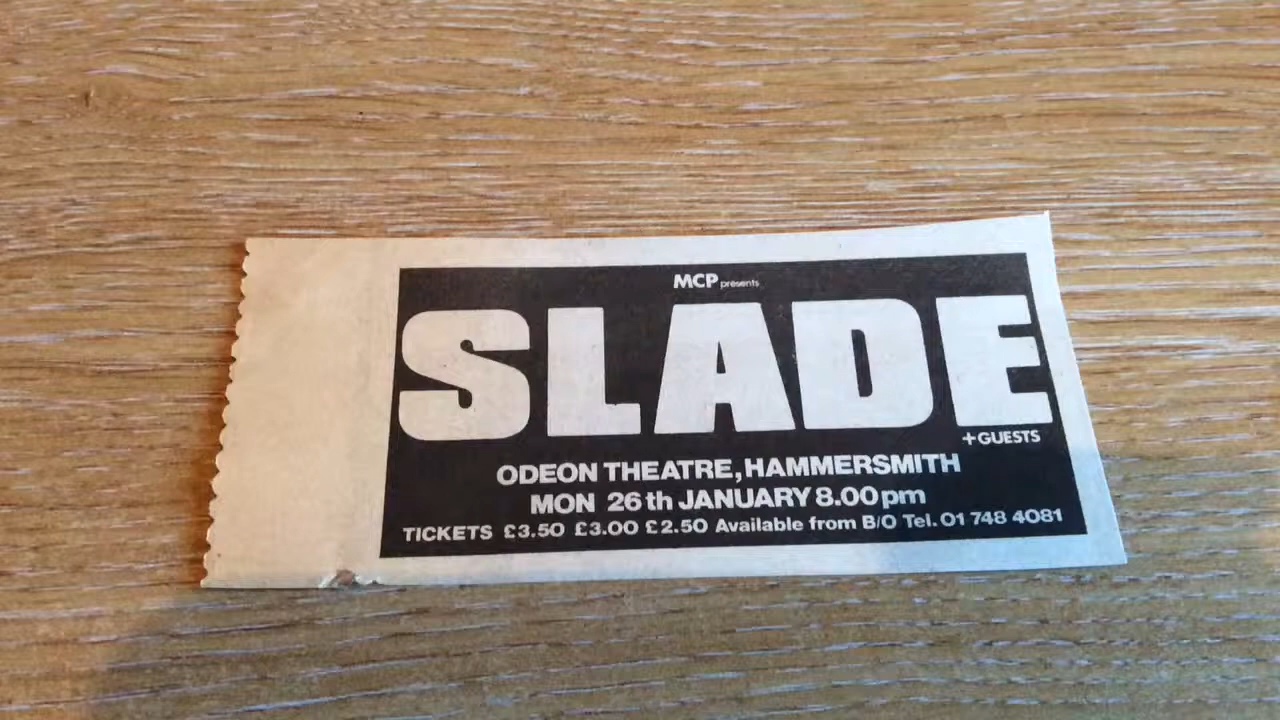 MCP presents
SLADE
+GUESTS
ODEON THEATRE, HAMMERSMITH
MON 26th JANUARY 8.00pm
TICKETS £3.50 £3.00 £2.50 Available from B/O Tel. 01 748 4081